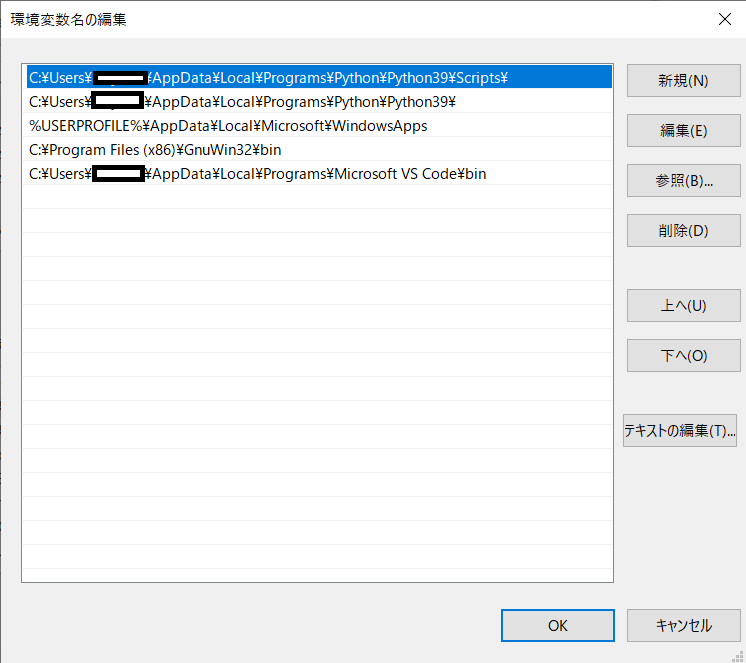 環境変数名の編集
C:¥Users¥ ¥AppData¥Local¥Programs¥Python¥Python39¥Scripts¥
C:¥Users¥ ¥AppData¥Local¥Programs¥Python¥Python39¥
%USERPROFILE%¥AppData¥Local¥Microsoft¥WindowsApps
C:¥Program Files (x86)¥GnuWin32¥bin
C:¥Users¥ ¥AppData¥Local¥Programs¥Microsoft VS Code¥bin
新規(N)
編集(E)
参照(B)...
削除(D)
上へ(U)
下へ(O)
テキストの編集(T)...
OK
キャンセル